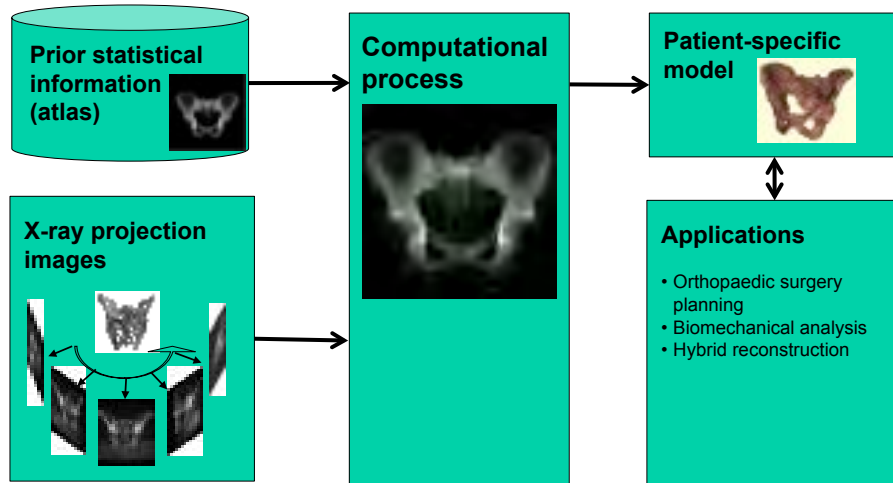 Prior statistical
information
(atlas)
X-ray projection
images
Computational
process
Patient-specific
model
Applications
• Orthopaedic surgery
planning
• Biomechanical analysis
• Hybrid reconstruction